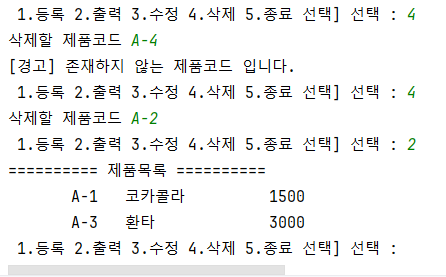 1.등록 2.출력 3.수정 4.삭제 5.종료 선택] 선택 : 4
삭제할 제품코드 A-4
[경고] 존재하지 않는 제품코드 입니다.
1.등록 2.출력 3.수정 4.삭제 5.종료 선택] 선택 : 4
삭제할 제품코드 A-2
1.등록 2.출력 3.수정 4.삭제 5.종료 선택] 선택 : 2
========== 제품목록 ==========
A-1 코카콜라 1500
A-3 환타 3000
1.등록 2.출력 3.수정 4.삭제 5.종료 선택] 선택 :